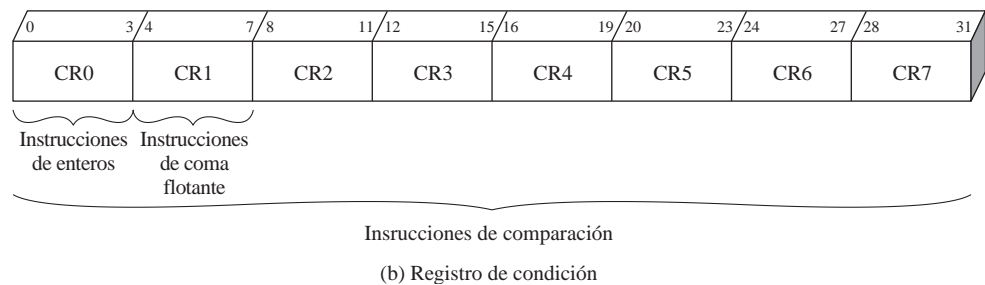 0 3 4 7 8 11 12 15 16 19 20 23 24 27 28 31
CR0 CR1 CR2 CR3 CR4 CR5 CR6 CR7
Instrucciones de enteros
Instrucciones de coma flotante
Insrucciones de comparación
(b) Registro de condición